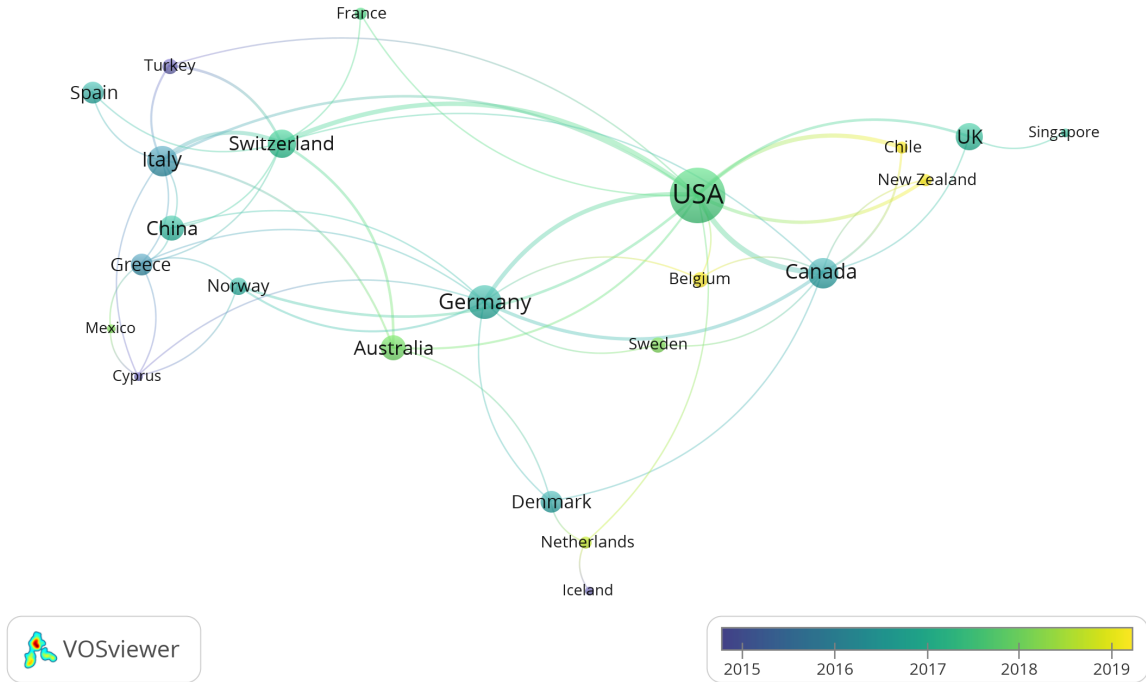 France
Turkey
Spain
Switzerland
Italy
UK
Singapore
Chile
New Zealand
USA
China
Greece
Norway
Canada
Belgium
Germany
Mexico
Sweden
Australia
Cyprus
Denmark
Netherlands
Iceland
VOSviewer
2015 2016 2017 2018 2019